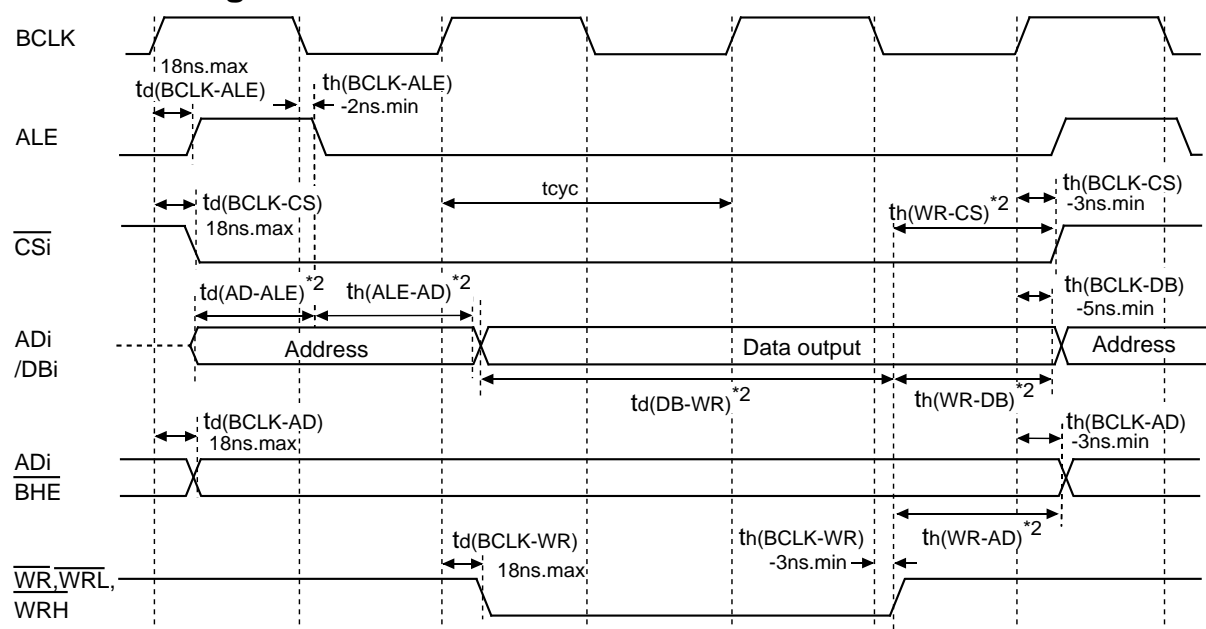 BCLK
18ns.max
td(BCLK-ALE)
th(BCLK-ALE)
-2ns.min
ALE
td(BCLK-CS)
18ns.max
tcyc
th(BCLK-CS)
-3ns.min
th(WR-CS)*2
CSi
td(AD-ALE)*2
th(ALE-AD)*2
th(BCLK-DB)
-5ns.min
ADi
/DBi
Address
Data output
Address
td(DB-WR)*2
th(WR-DB)*2
td(BCLK-AD)
18ns.max
th(BCLK-AD)
-3ns.min
ADi
BHE
td(BCLK-WR)
18ns.max
th(BCLK-WR)
-3ns.min
th(WR-AD)*2
WR,WRL,
WRH